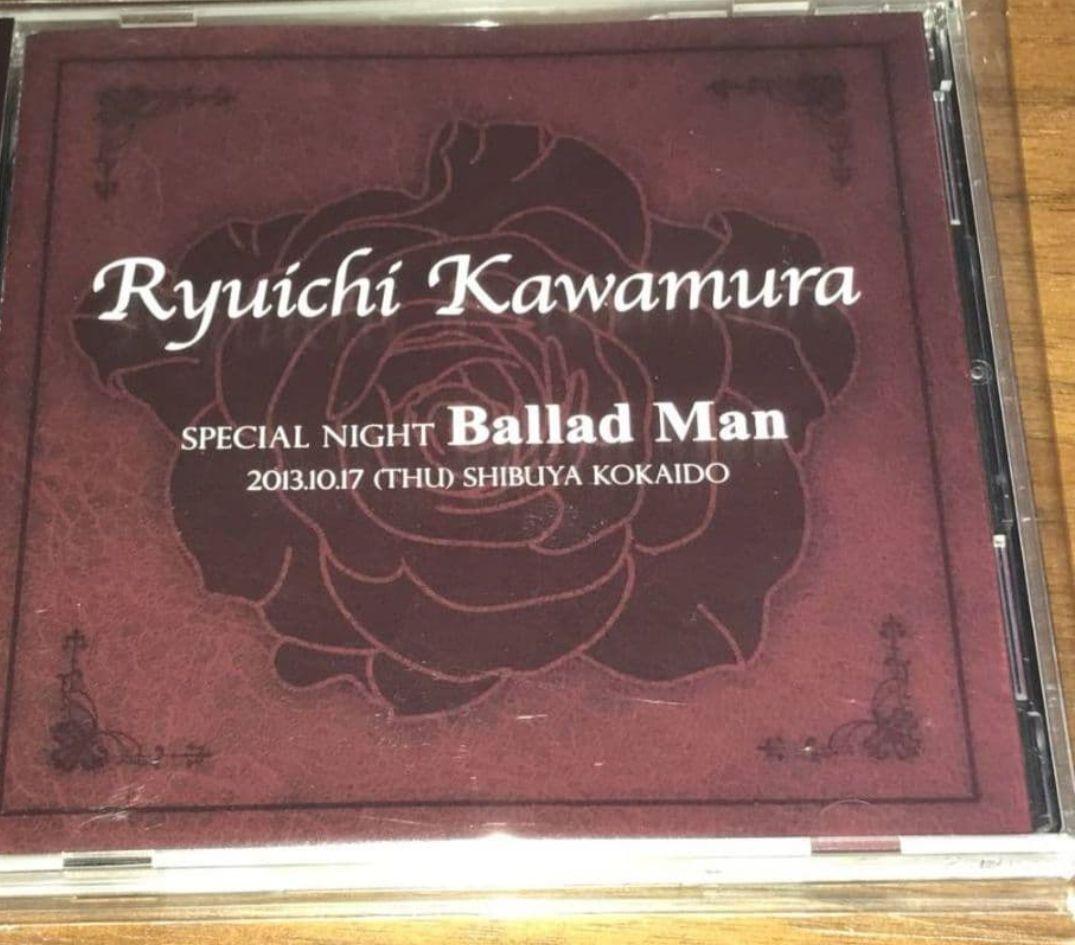 Ryuichi Kawamura
SPECIAL NIGHT Ballad Man
2013.10.17 (THU) SHIBUYA KOKAIDO